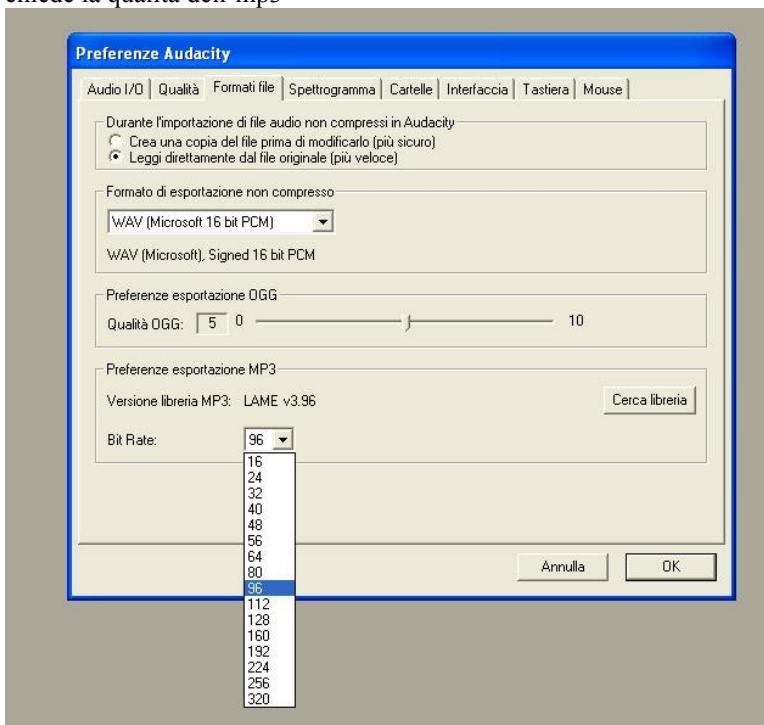 chiede la qualità dell'mp3
Preferenze Audacity
Audio I/O Qualità Formati file Spettrogramma Cartelle Interfaccia Tastiera Mouse
Durante l'importazione di file audio non compressi in Audacity
Crea una copia del file prima di modificarlo (più sicuro)
Leggi direttamente dal file originale (più veloce)
Formato di esportazione non compresso
WAV (Microsoft 16 bit PCM)
WAV (Microsoft), Signed 16 bit PCM
Preferenze esportazione OGG
Qualità OGG: 5 0 10
Preferenze esportazione MP3
Versione libreria MP3: LAME v3.96 Cerca libreria
Bit Rate: 96
16
24
32
40
48
56
64
80
96
112
128
160
192
224
256
320
Annulla OK